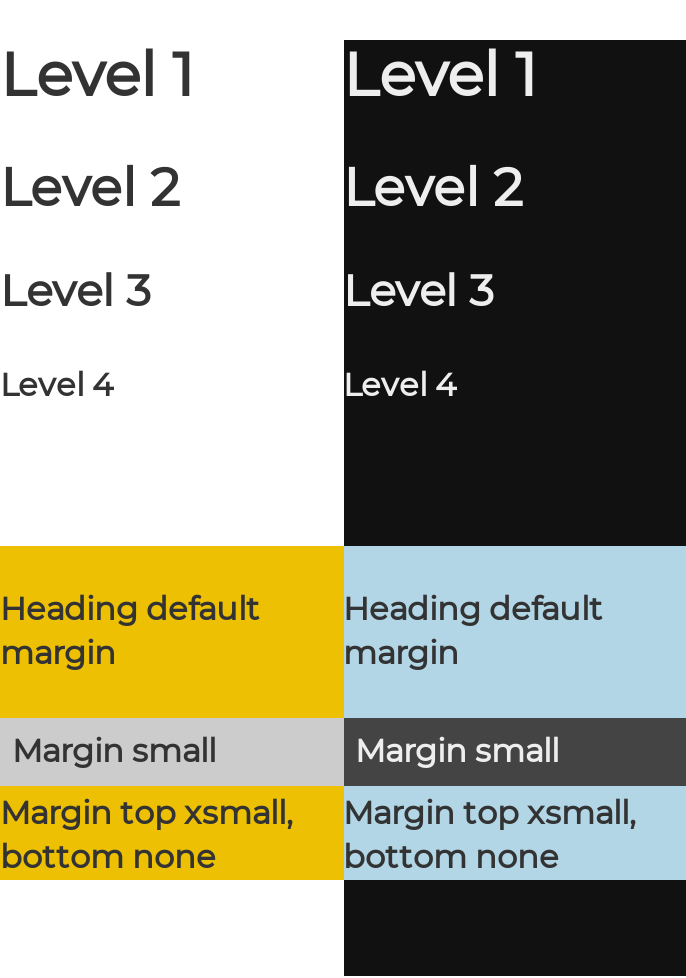 Level 1
Level 2
Level 3
Level 4
Heading default
margin
Margin small
Margin top xsmall,
bottom none
Level 1
Level 2
Level 3
Level 4
Heading default
margin
Margin small
Margin top xsmall,
bottom none